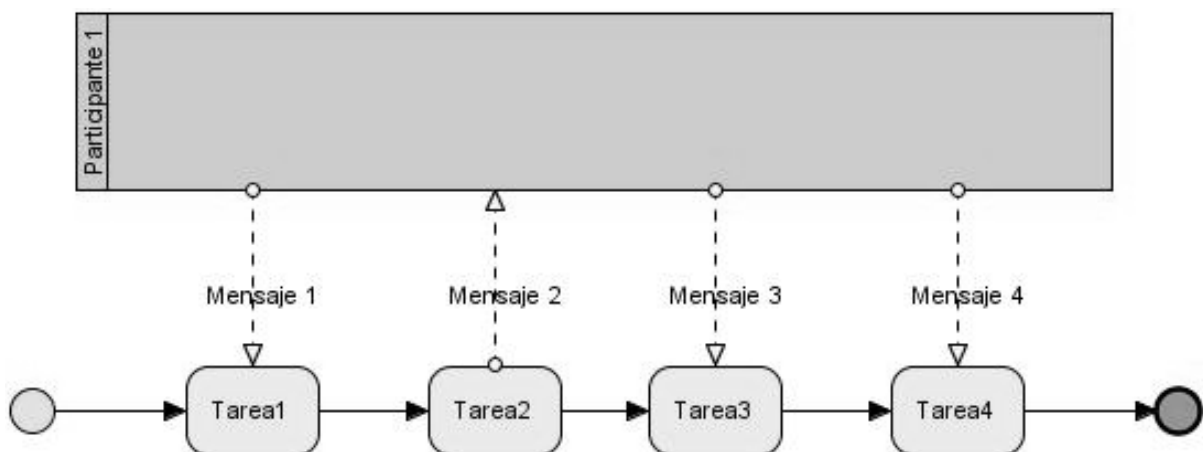 Participante 1
Mensaje 1
Mensaje 2
Mensaje 3
Mensaje 4
Tarea1
Tarea2
Tarea3
Tarea4